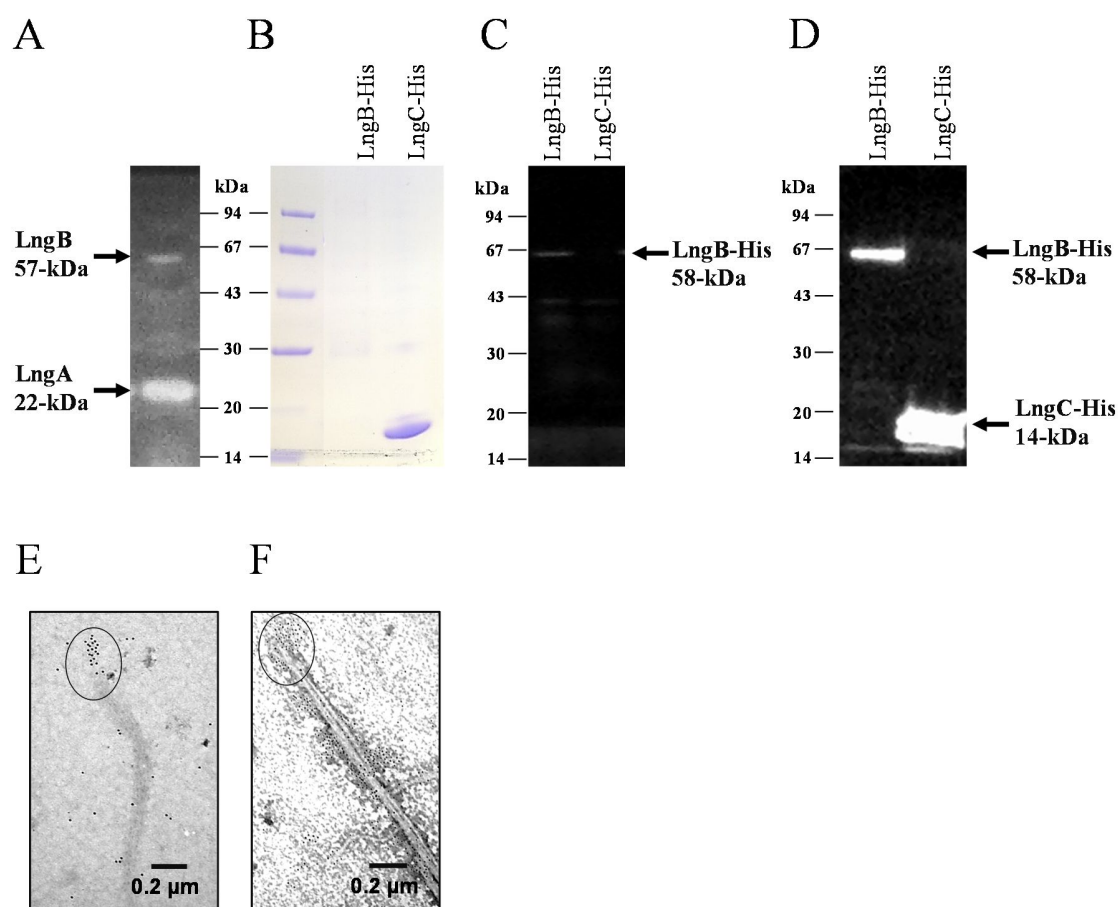 A
B
C
D
LngB-His
LngC-His
LngB-His
LngC-His
LngB-His
LngC-His
LngB
57-kDa
LngA
22-kDa
kDa
94
67
43
30
20
14
kDa
94
67
43
30
20
14
LngB-His
58-kDa
kDa
94
67
43
30
20
14
LngB-His
58-kDa
LngC-His
14-kDa
E
F
0.2 µm
0.2 µm